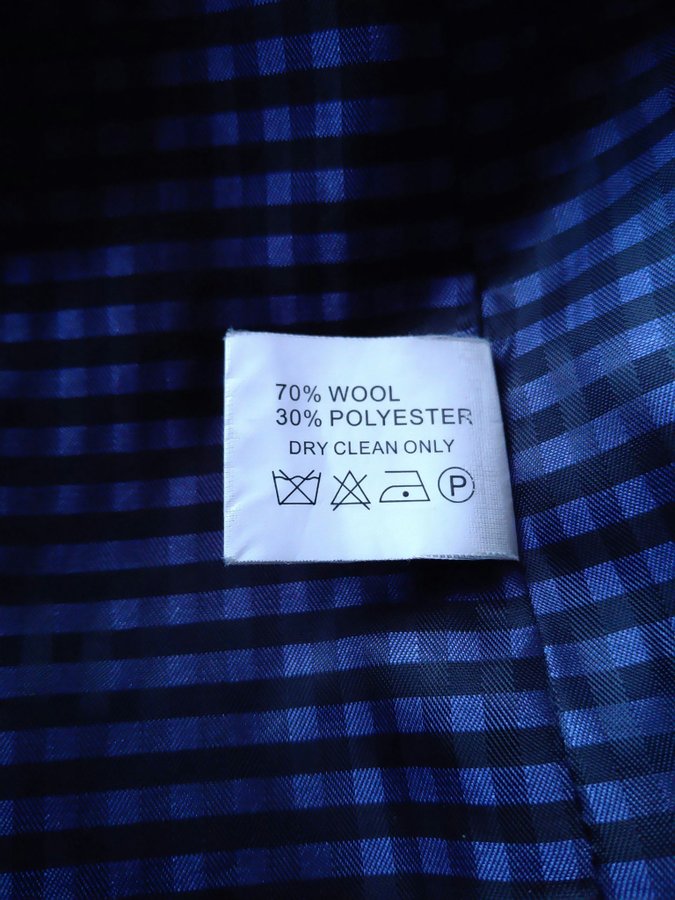 70% WOOL
30% POLYESTER
DRY CLEAN ONLY
P